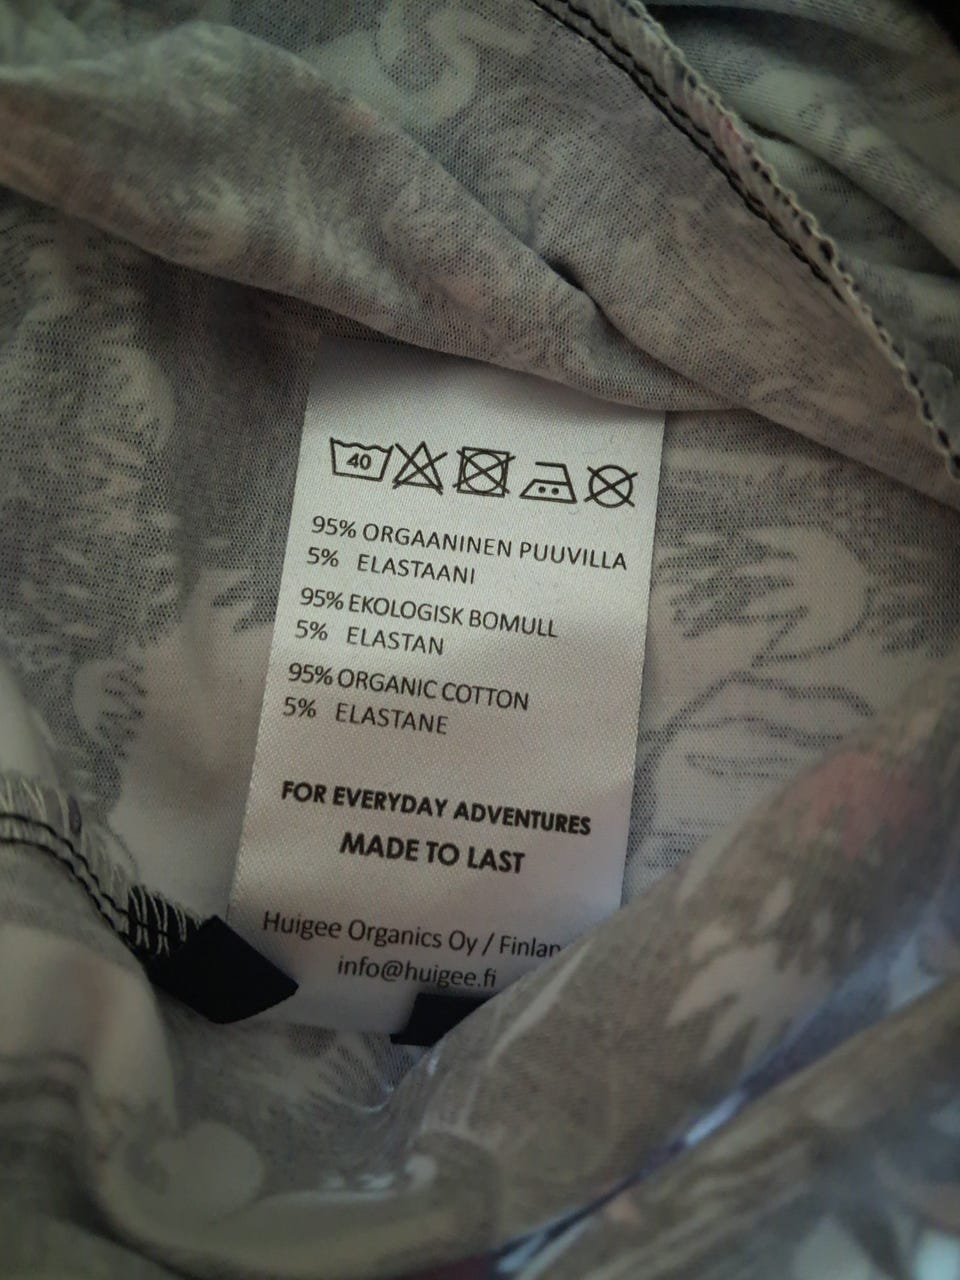 40
95% ORGAANINEN PUUVILLA
5% ELASTAANI
95% EKOLOGISK BOMULL
5% ELASTAN
95% ORGANIC COTTON
5% ELASTANE
FOR EVERYDAY ADVENTURES
MADE TO LAST
Huigee Organics Oy / Finlan
info@huigee.fi